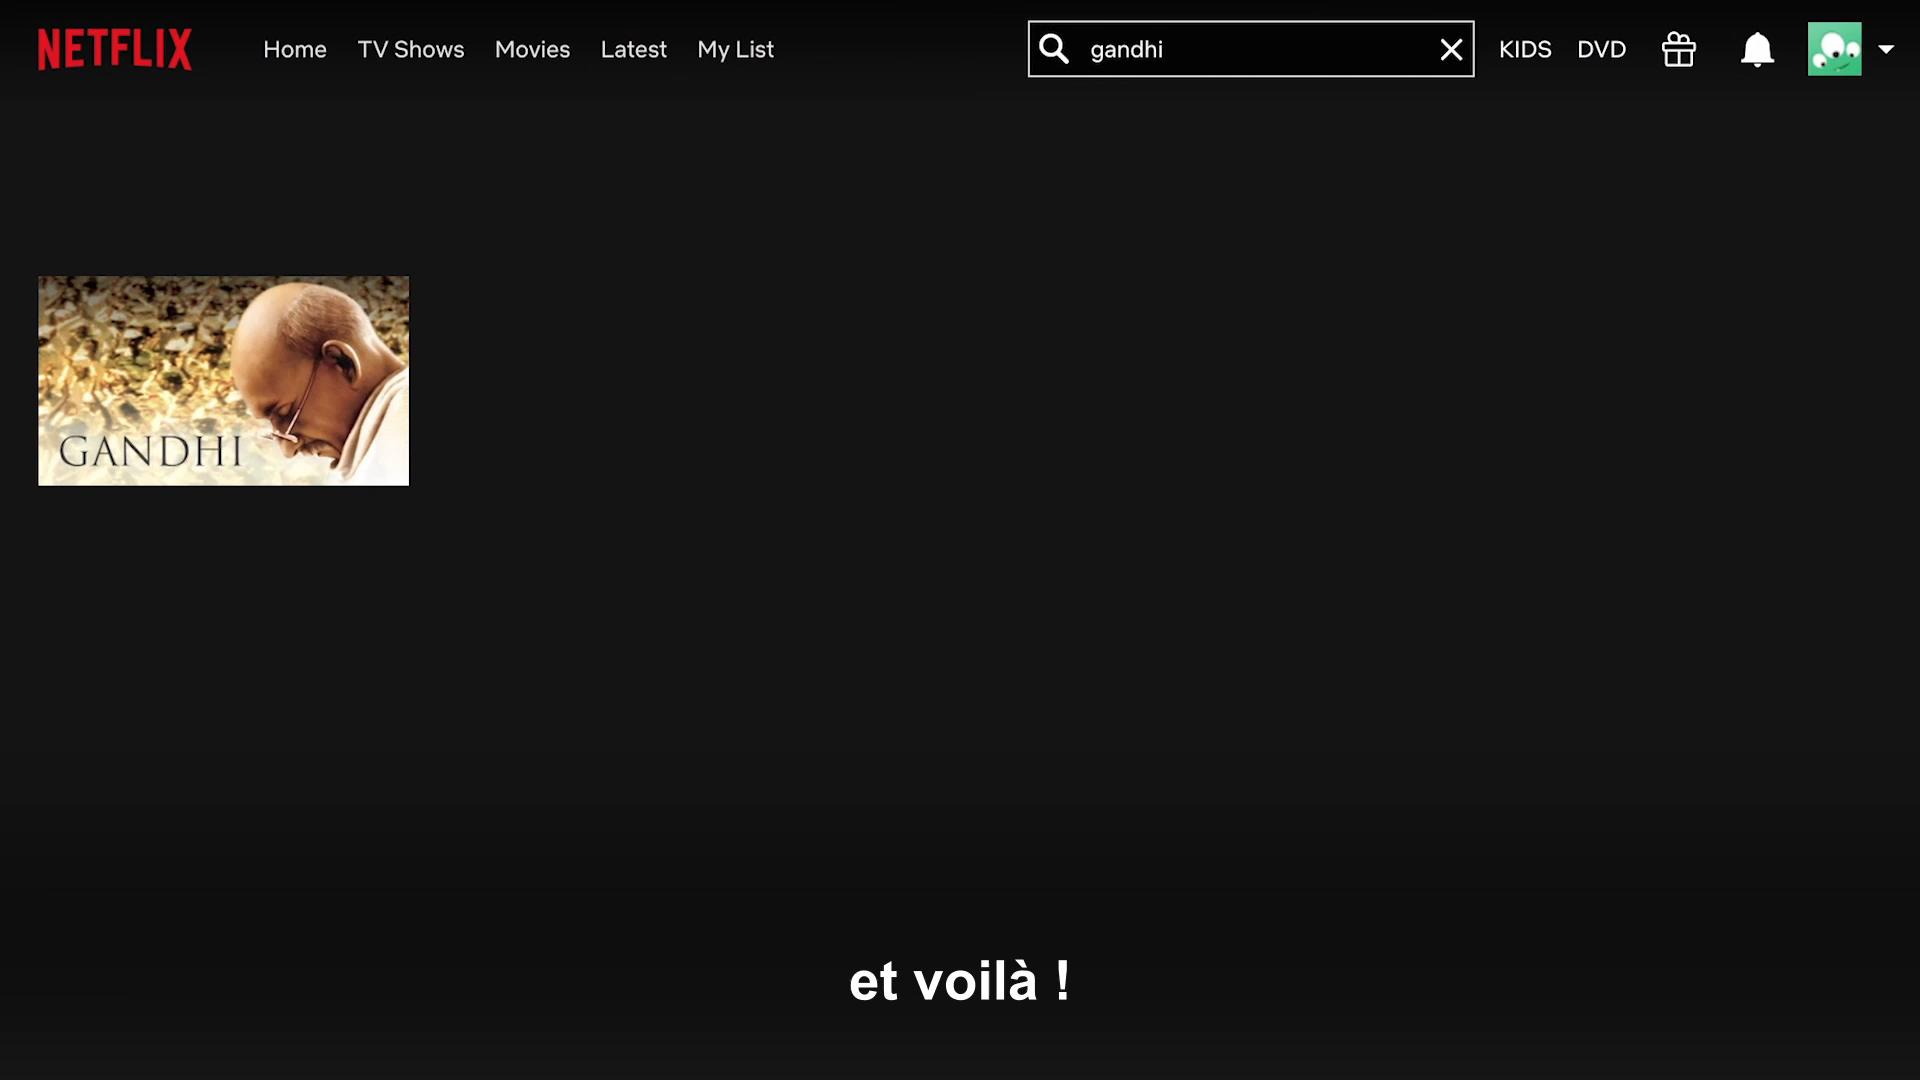 NETFLIX Home TV Shows Movies Latest My List gandhi KIDS DVD
GANDHI
et voilà !